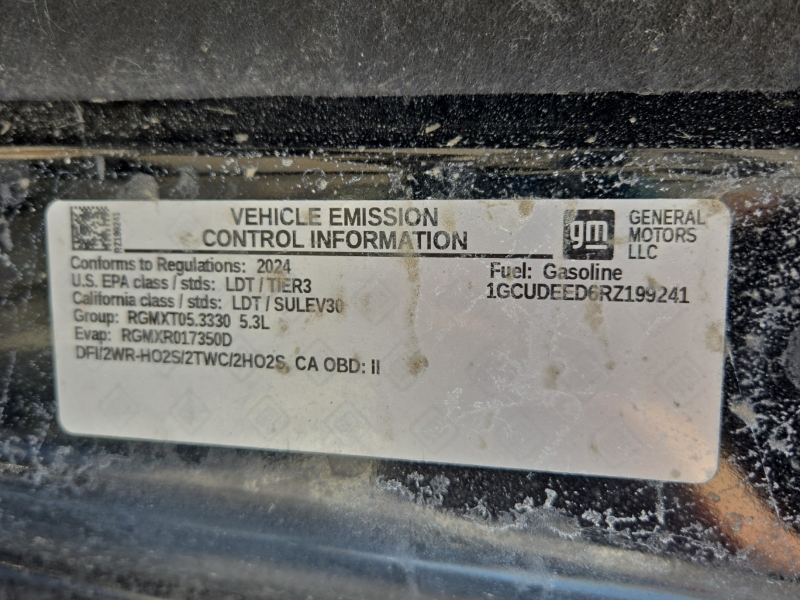 VEHICLE EMISSION
CONTROL INFORMATION
gm
GENERAL
MOTORS
LLC
Conforms to Regulations: 2024
U.S. EPA class / stds: LDT / TIER3
California class / stds: LDT / SULEV30
Group: RGMXT05.3330 5.3L
Evap: RGMXR017350D
DFI/2WR-HO2S/2TWC/2HO2S, CA OBD: II
Fuel: Gasoline
1GCUDEED6RZ199241